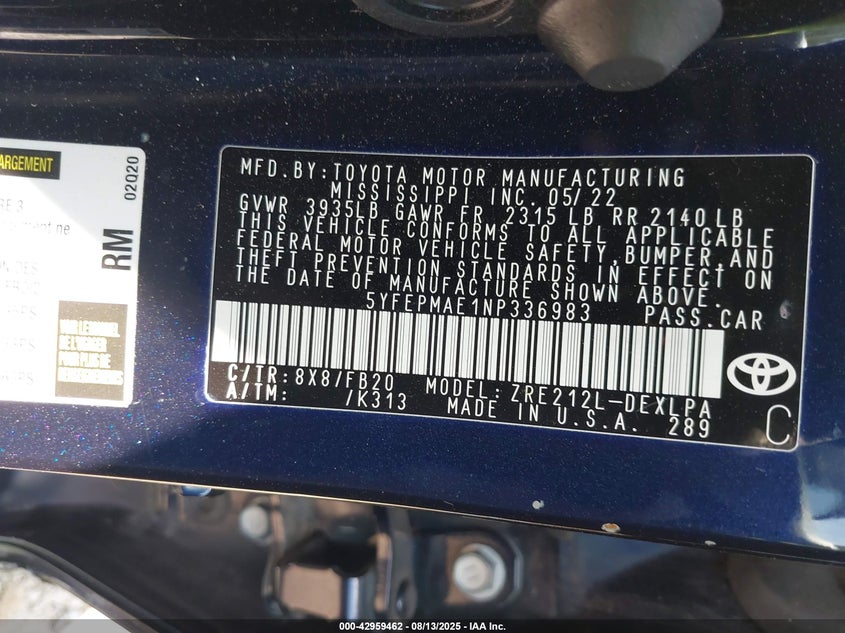 ARGEMENT
02Q20
RM
MFD.BY:TOYOTA MOTOR MANUFACTURING
MISSISSIPPI INC. 05/22
GVWR 3935LB GAWR FR 2315 LB RR 2140 LB
THIS VEHICLE CONFORMS TO ALL APPLICABLE
FEDERAL MOTOR VEHICLE SAFETY,BUMPER,AND
THEFT PREVENTION STANDARDS IN EFFECT ON
THE DATE OF MANUFACTURE SHOWN ABOVE.
5YFEPMAE1NP336983 PASS.CAR
C/TR:8X8/FB20 MODEL:ZRE212L-DEXLPA
A/TM: /K313 MADE IN U.S.A. 289
C
000-42959462 - 08/13/2025 - IAA Inc.